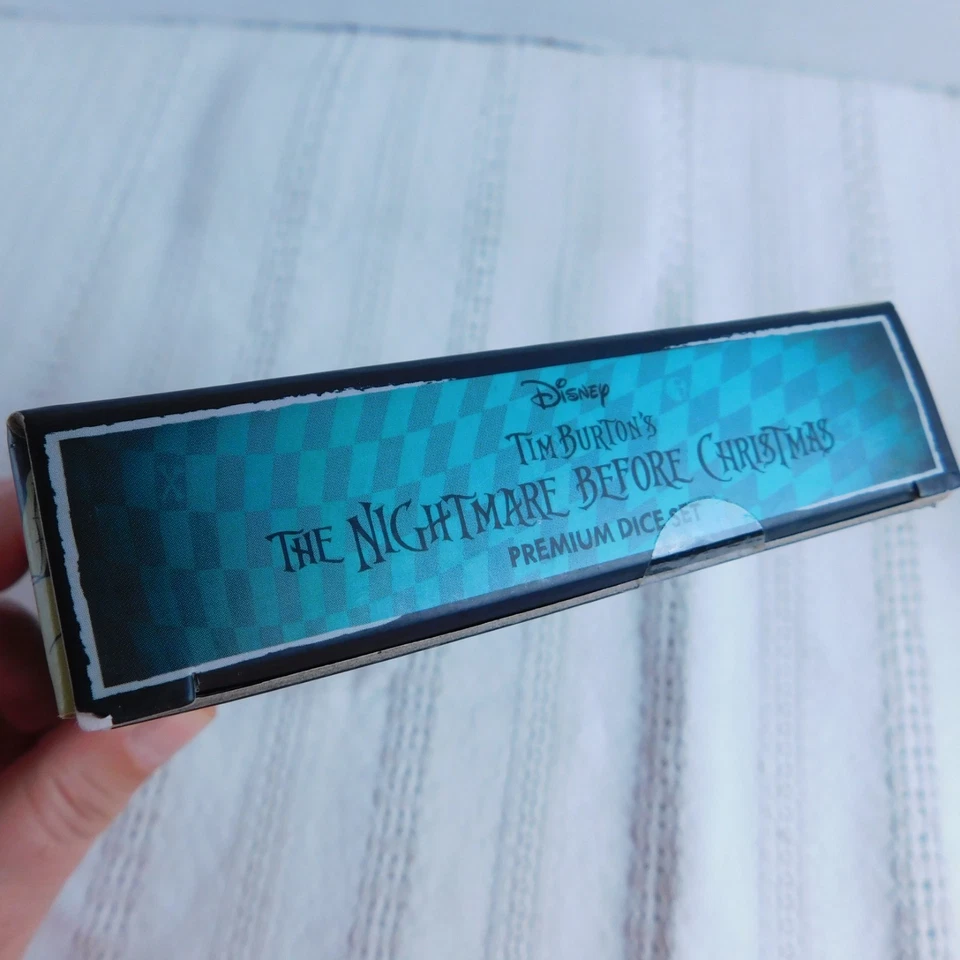 Disney
TIM BURTON'S
THE NIGHTMARE BEFORE CHRISTMAS
PREMIUM DICE SET